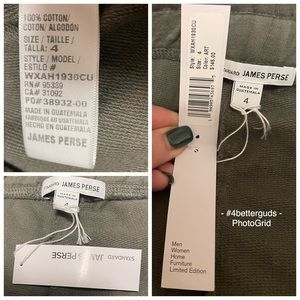 100% COTTON/
COTON/ ALGODÓN
SIZE / TAILLE /
TALLA: 4
STYLE / MODEL /
ESTILO #
WXAH1930CU
RN# 95339
CA# 31092
PO#38932-00
MADE IN GUATEMALA
HECHO EN GUATEMALA
JAMES PERSE
STANDARD JAMES PERSE
MADE IN
GUATEMALA
4
STANDARD JAMES PERSE
Style: WXAH1930CU
Size: 4
Color: ART
$145.00
Men
Women
Home
Furniture
Limited Edition
STANDARD JAMES PERSE
MADE IN
GUATEMALA
4
- #4betterguds -
PhotoGrid